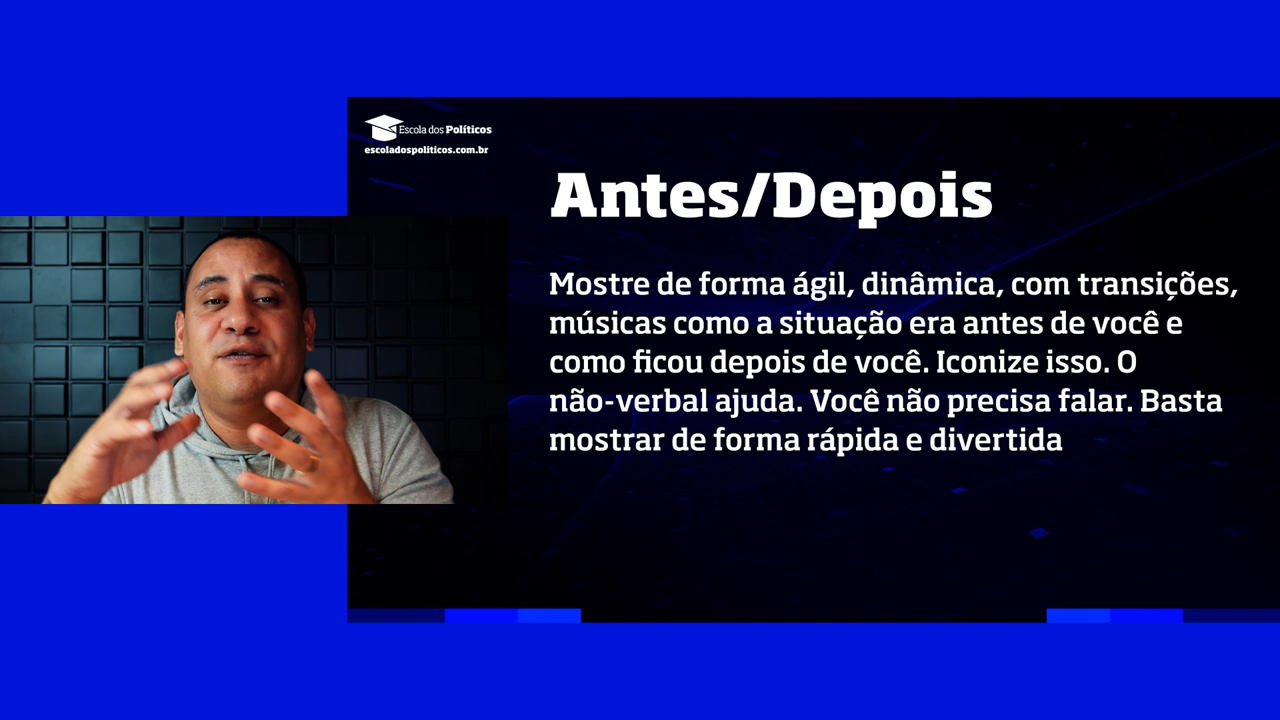 Escola dos Políticos
escoladospoliticos.com.br
Antes/Depois
Mostre de forma ágil, dinâmica, com transições,
músicas como a situação era antes de você e
como ficou depois de você. Iconize isso. O
não-verbal ajuda. Você não precisa falar. Basta
mostrar de forma rápida e divertida